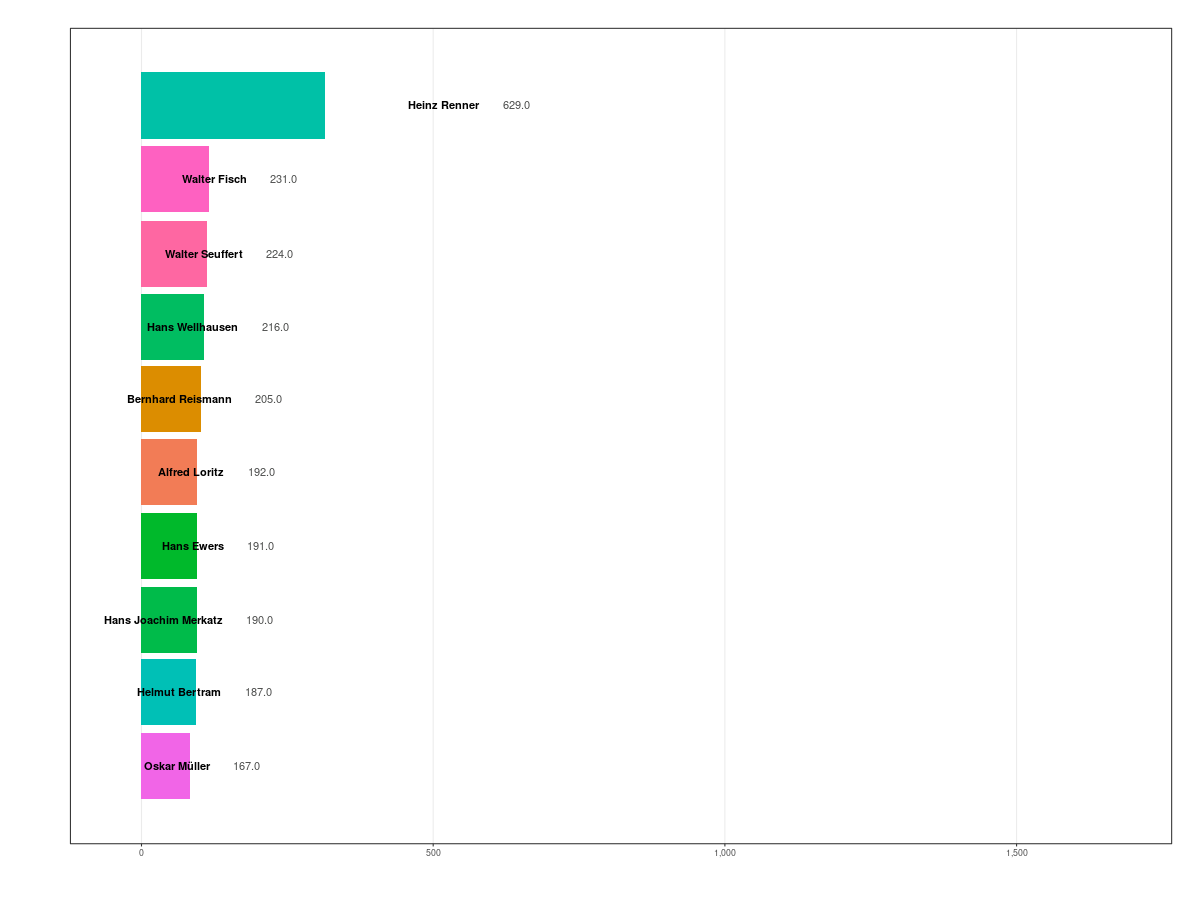 Heinz Renner 629.0
Walter Fisch 231.0
Walter Seuffert 224.0
Hans Wellhausen 216.0
Bernhard Reismann 205.0
Alfred Loritz 192.0
Hans Ewers 191.0
Hans Joachim Merkatz 190.0
Helmut Bertram 187.0
Oskar Müller 167.0
0 500 1,000 1,500